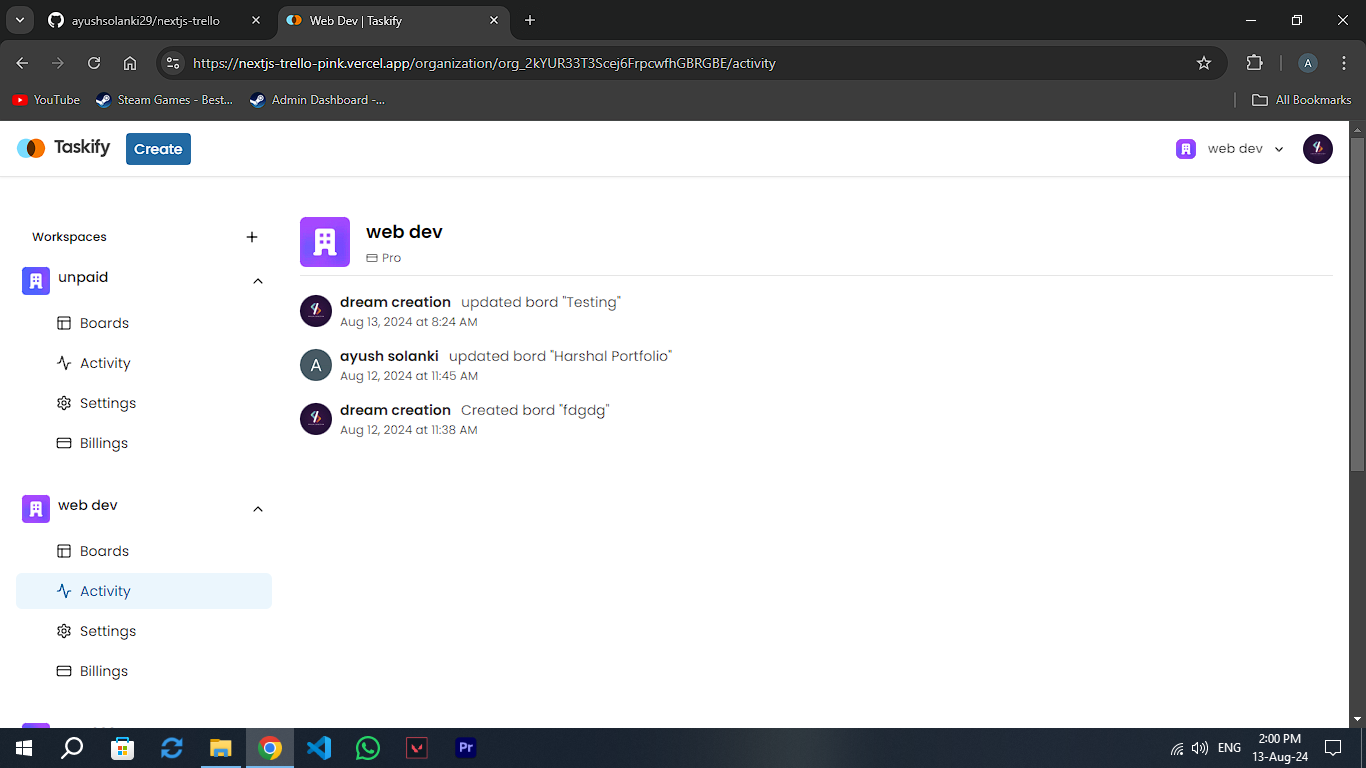 ayushsolanki29/nextjs-trello
Web Dev | Taskify
https://nextjs-trello-pink.vercel.app/organization/org_2kYUR33T3Scej6FrpcwfhGBRGBE/activity
A
YouTube
Steam Games - Best...
Admin Dashboard -...
All Bookmarks
Taskify
Create
web dev
Workspaces
unpaid
Boards
Activity
Settings
Billings
web dev
Boards
Activity
Settings
Billings
web dev
Pro
dream creation updated bord "Testing"
Aug 13, 2024 at 8:24 AM
A
ayush solanki updated bord "Harshal Portfolio"
Aug 12, 2024 at 11:45 AM
dream creation Created bord "fdgdg"
Aug 12, 2024 at 11:38 AM
Pr
ENG
2:00 PM
13-Aug-24